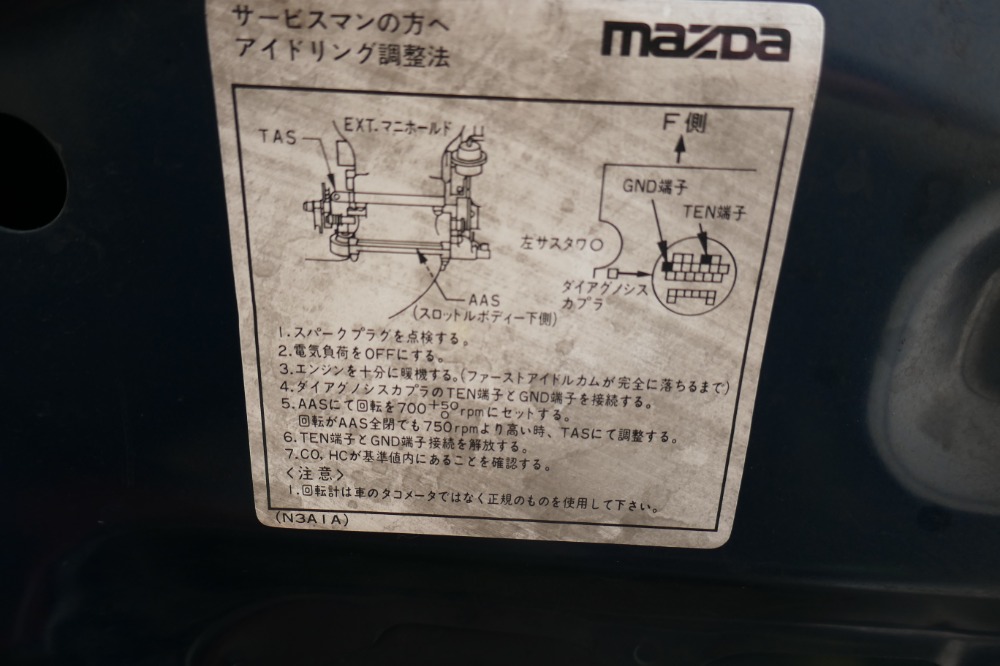 サービスマンの方へ
アイドリング調整法
mazDa
TAS
EXT.マニホールド
F側
GND端子
TEN端子
左サスタワ
ダイアグノシス
カプラ
AAS
(スロットルボディー下側)
1.スパークプラグを点検する。
2.電気負荷をOFFにする。
3.エンジンを十分に暖機する。(ファーストアイドルカムが完全に落ちるまで)
4.ダイアグノシスカプラのTEN端子とGND端子を接続する。
5.AASにて回転を700 +50 0 rpmにセットする。
回転がAAS全閉でも750rpmより高い時、TASにて調整する。
6.TEN端子とGND端子接続を解放する。
7.CO,HCが基準値内にあることを確認する。
〈注意〉
1.回転計は車のタコメータではなく正規のものを使用して下さい。
(N3A1A)